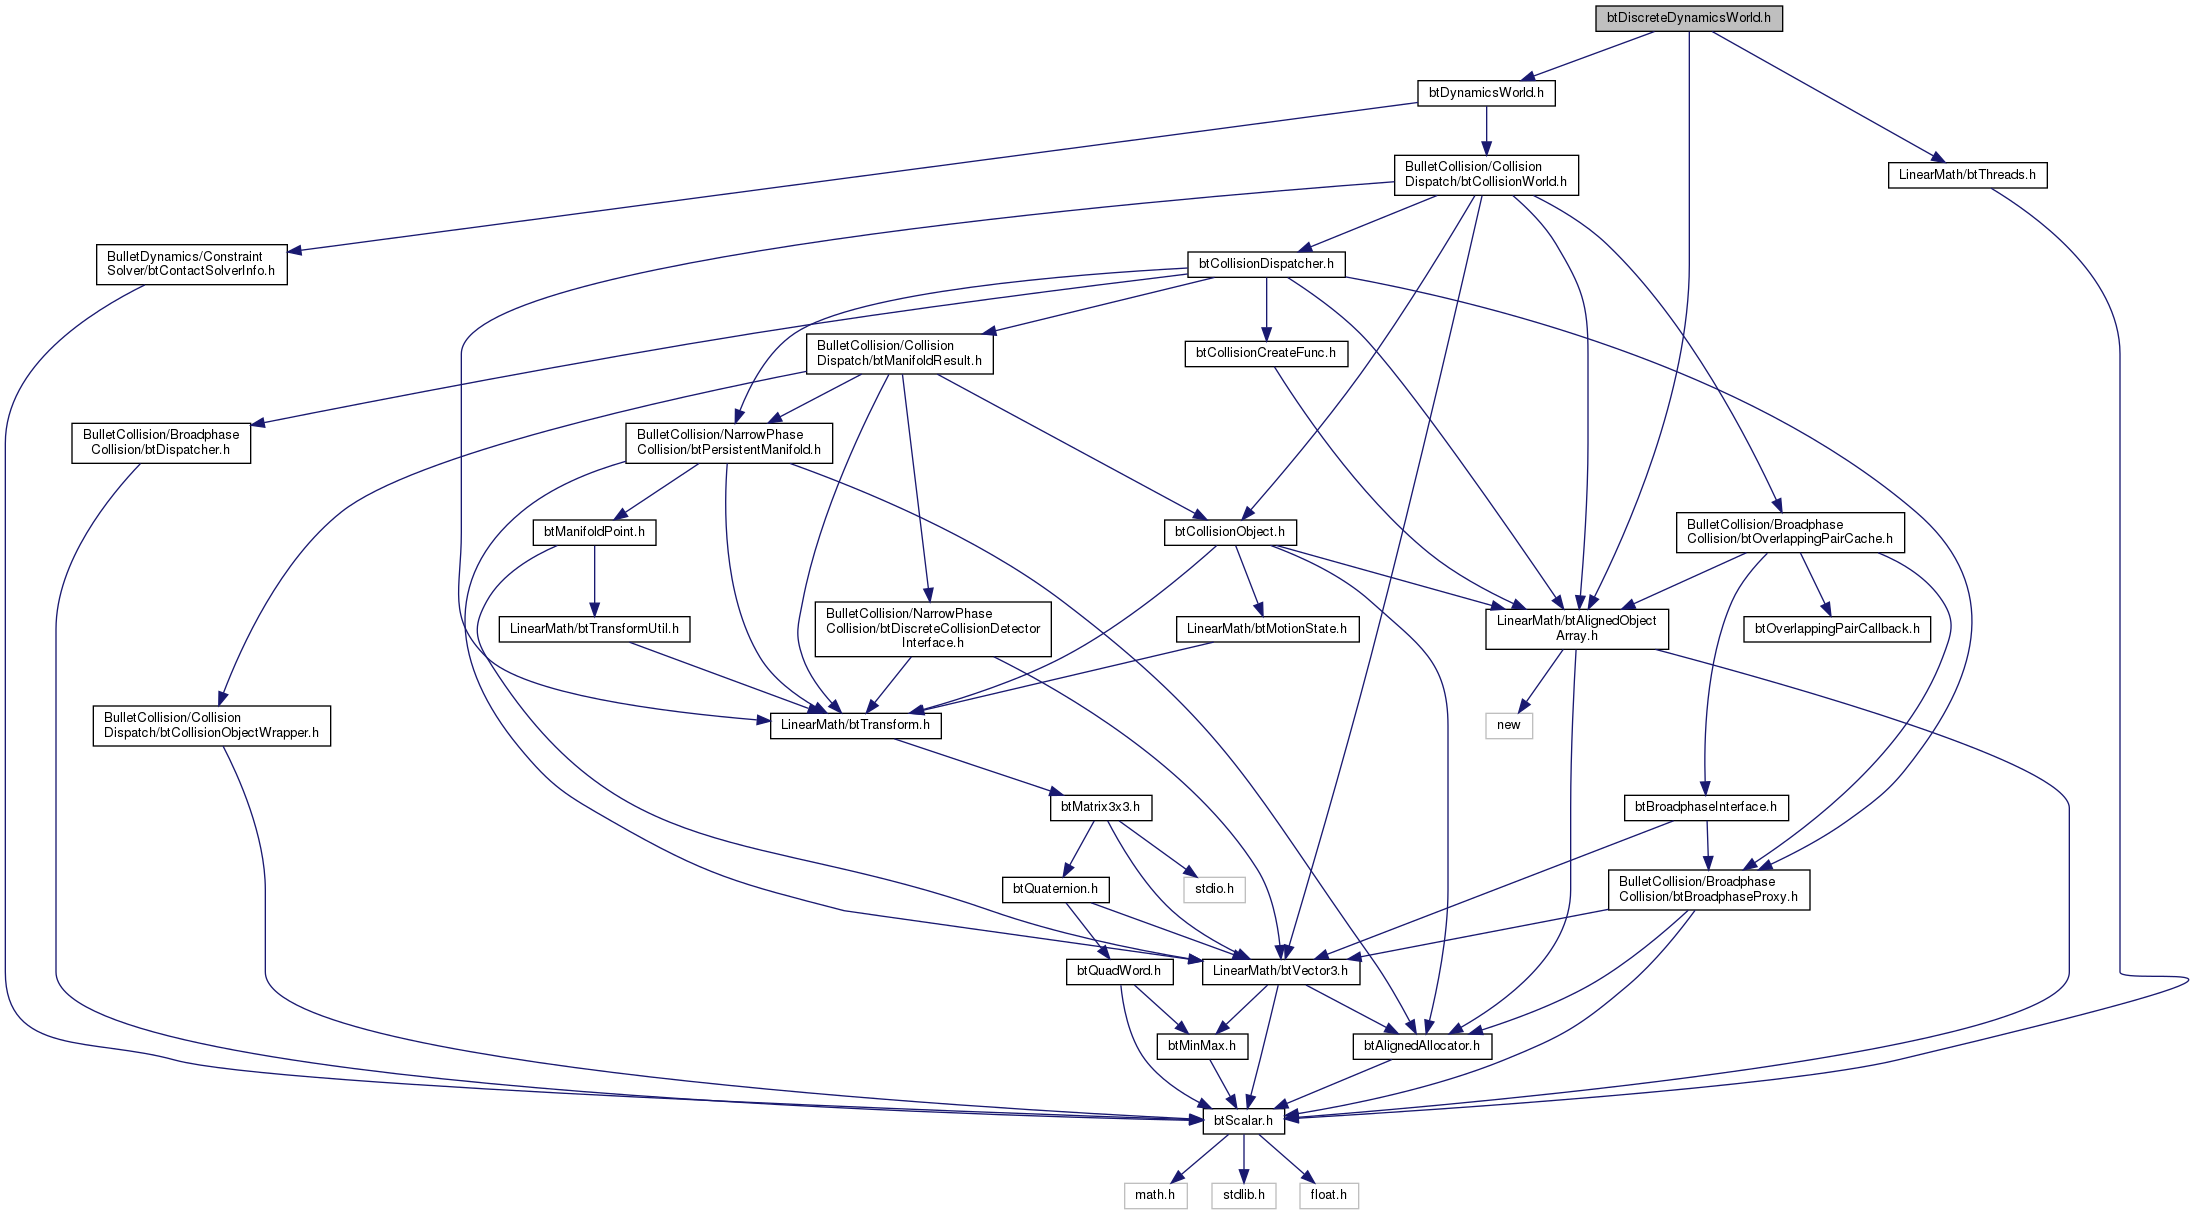 btDiscreteDynamicsWorld.h
btDynamicsWorld.h
BulletCollision/Collision
Dispatch/btCollisionWorld.h
LinearMath/btThreads.h
BulletDynamics/Constraint
Solver/btContactSolverInfo.h
btCollisionDispatcher.h
BulletCollision/Collision
Dispatch/btManifoldResult.h
btCollisionCreateFunc.h
BulletCollision/Broadphase
Collision/btDispatcher.h
BulletCollision/NarrowPhase
Collision/btPersistentManifold.h
btManifoldPoint.h
btCollisionObject.h
BulletCollision/Broadphase
Collision/btOverlappingPairCache.h
LinearMath/btTransformUtil.h
BulletCollision/NarrowPhase
Collision/btDiscreteCollisionDetector
Interface.h
LinearMath/btMotionState.h
LinearMath/btAlignedObject
Array.h
btOverlappingPairCallback.h
BulletCollision/Collision
Dispatch/btCollisionObjectWrapper.h
LinearMath/btTransform.h
new
btMatrix3x3.h
btBroadphaseInterface.h
btQuaternion.h
stdio.h
BulletCollision/Broadphase
Collision/btBroadphaseProxy.h
btQuadWord.h
LinearMath/btVector3.h
btMinMax.h
btAlignedAllocator.h
btScalar.h
math.h
stdlib.h
float.h